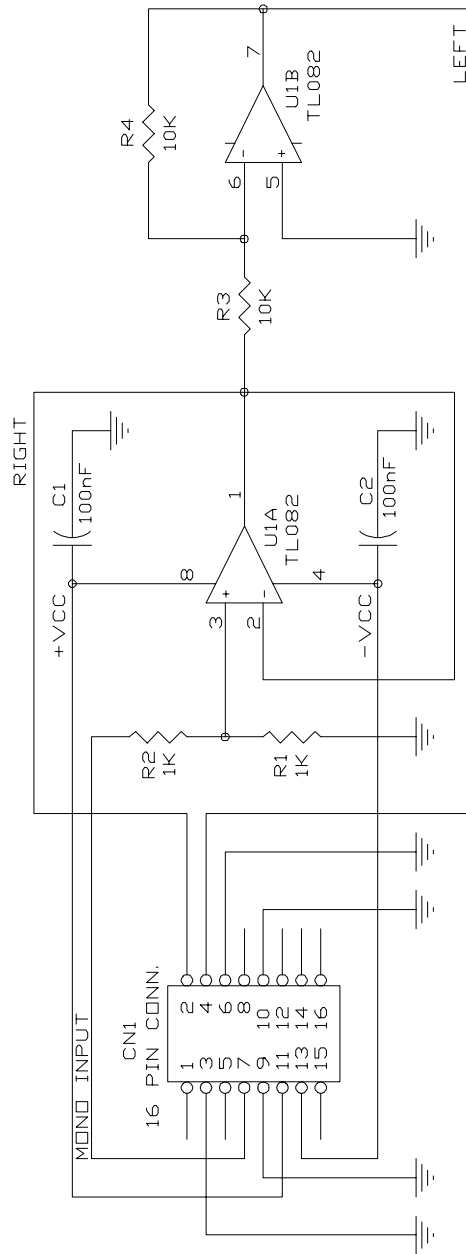 RIGHT
+VCC
C1
100nF
MONO INPUT
R2
1K
R1
1K
3
2
+
-
8
4
1
U1A
TL082
R3
10K
R4
10K
6
5
-
+
7
U1B
TL082
-VCC
C2
100nF
LEFT
CN1
16 PIN CONN.
1 2
3 4
5 6
7 8
9 10
11 12
13 14
15 16